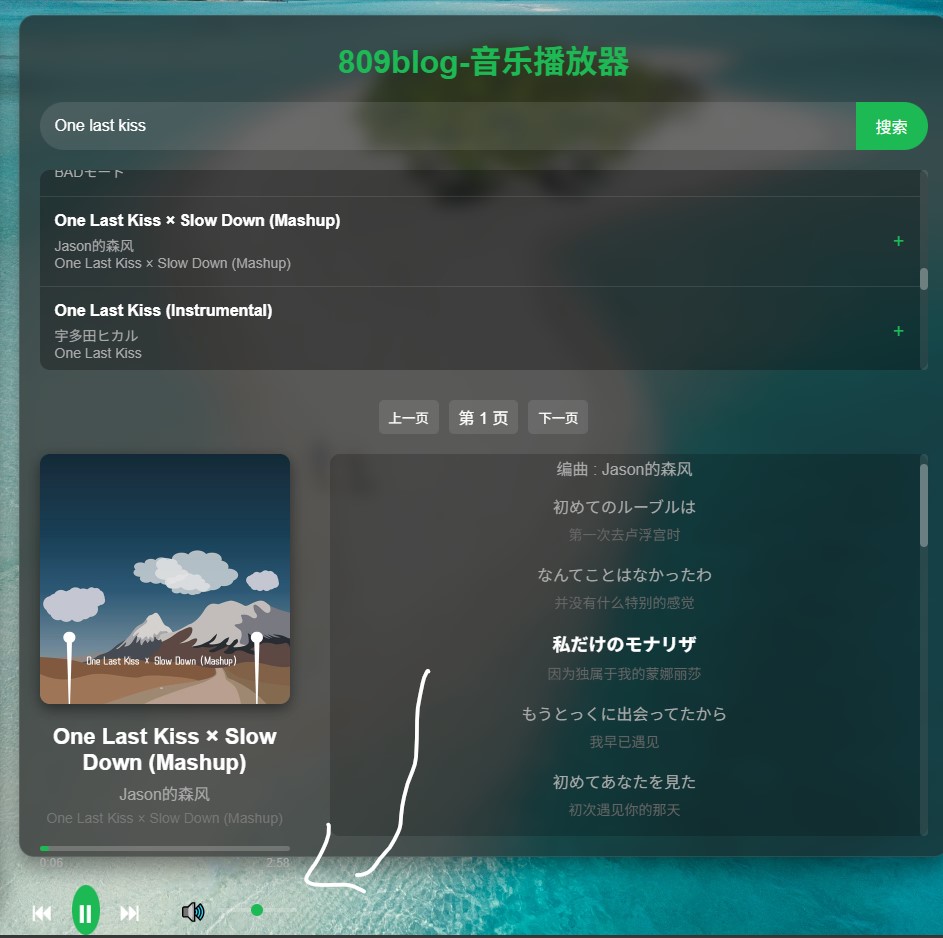 809blog-音乐播放器
One last kiss
搜索
BADモード
One Last Kiss × Slow Down (Mashup)
Jason的森风
One Last Kiss × Slow Down (Mashup)
+
One Last Kiss (Instrumental)
宇多田ヒカル
One Last Kiss
+
上一页
第 1 页
下一页
One Last Kiss × Slow Down (Mashup)
One Last Kiss × Slow
Down (Mashup)
Jason的森风
One Last Kiss × Slow Down (Mashup)
0:06
2:58
编曲 : Jason的森风
初めてのルーブルは
第一次去卢浮宫时
なんてことはなかったわ
并没有什么特别的感觉
私だけのモナリザ
因为独属于我的蒙娜丽莎
もうとっくに出会ってたから
我早已遇见
初めてあなたを見た
初次遇见你的那天